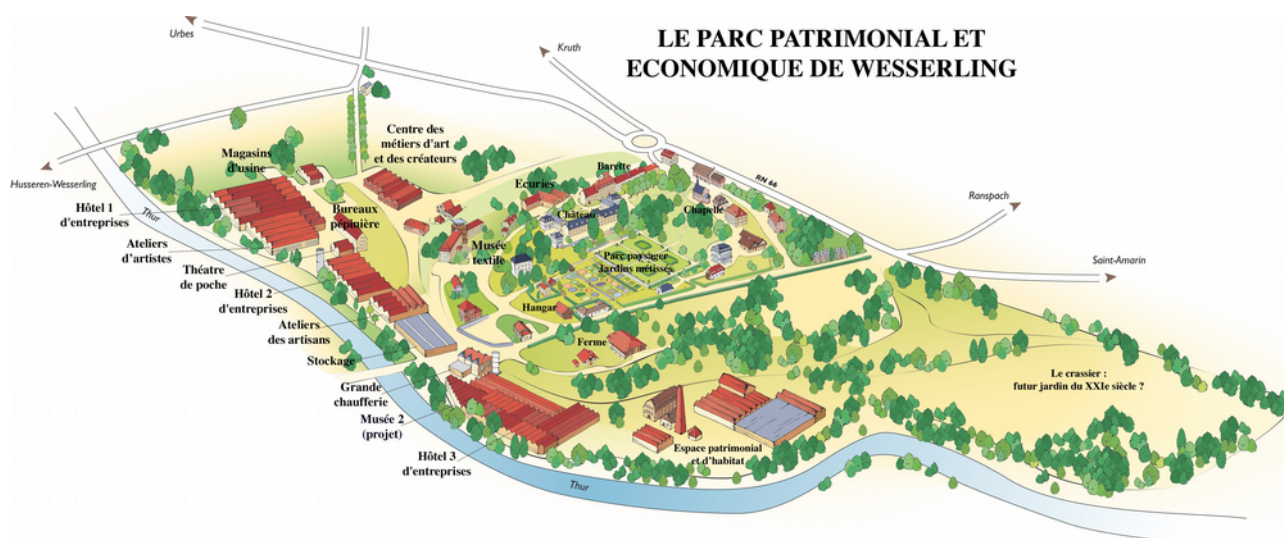 LE PARC PATRIMONIAL ET
ECONOMIQUE DE WESSERLING
Urbes
Kruth
Husseren-Wesserling
Thur
Magasins
d'usine
Centre des
métiers d'art
et des créateurs
Hôtel 1
d'entreprises
Bureaux
pépinière
Ecuries
Barette
RN 66
Ranspach
Saint-Amarin
Château
Chapelle
Ateliers
d'artistes
Musée
textile
Parc paysager
Jardins métissés
Théatre
de poche
Hôtel 2
d'entreprises
Hangar
Ateliers
des artisans
Ferme
Stockage
Grande
chaufferie
Le crassier :
futur jardin du XXIe siècle ?
Musée 2
(projet)
Espace patrimonial
et d'habitat
Hôtel 3
d'entreprises
Thur